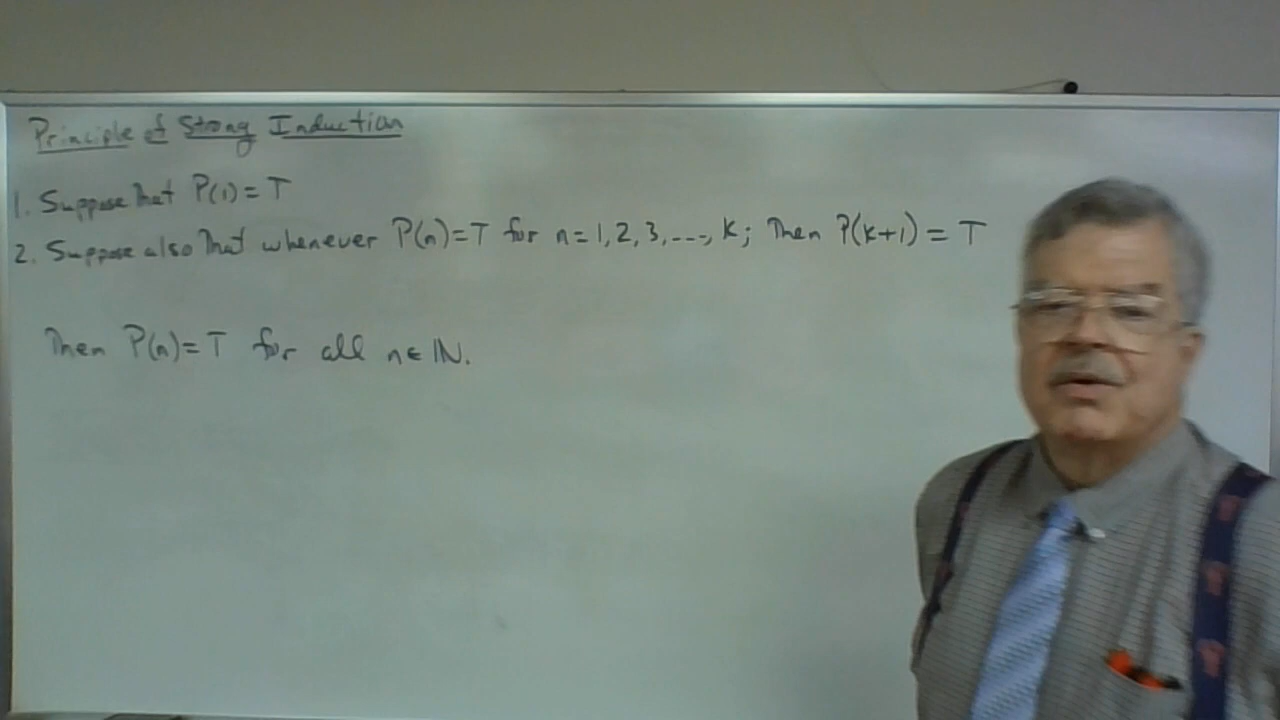 Principle of Strong Induction
1. Suppose that P(1) = T
2. Suppose also that whenever P(n)=T for n=1,2,3,---, K; Then P(K+1) = T
Then P(n)=T for all n∈ℕ.